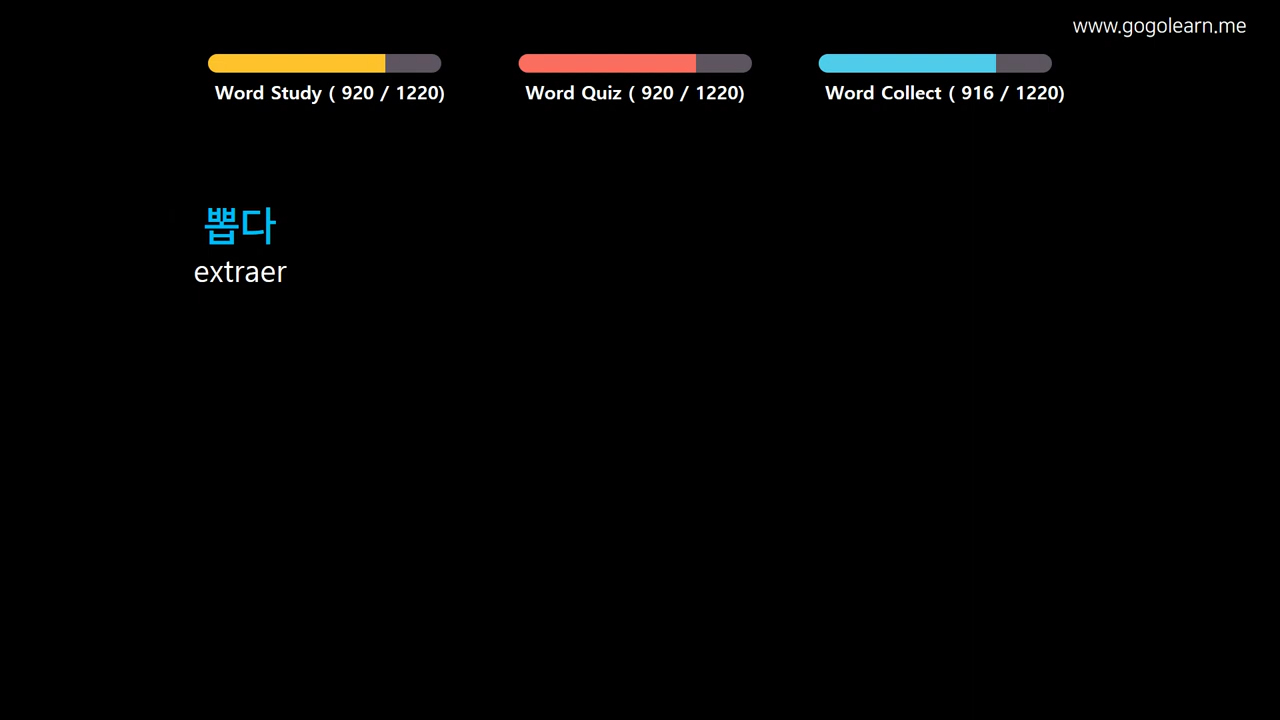 www.gogolearn.me
Word Study ( 920 / 1220)
Word Quiz ( 920 / 1220)
Word Collect ( 916 / 1220)
뽑다
extraer